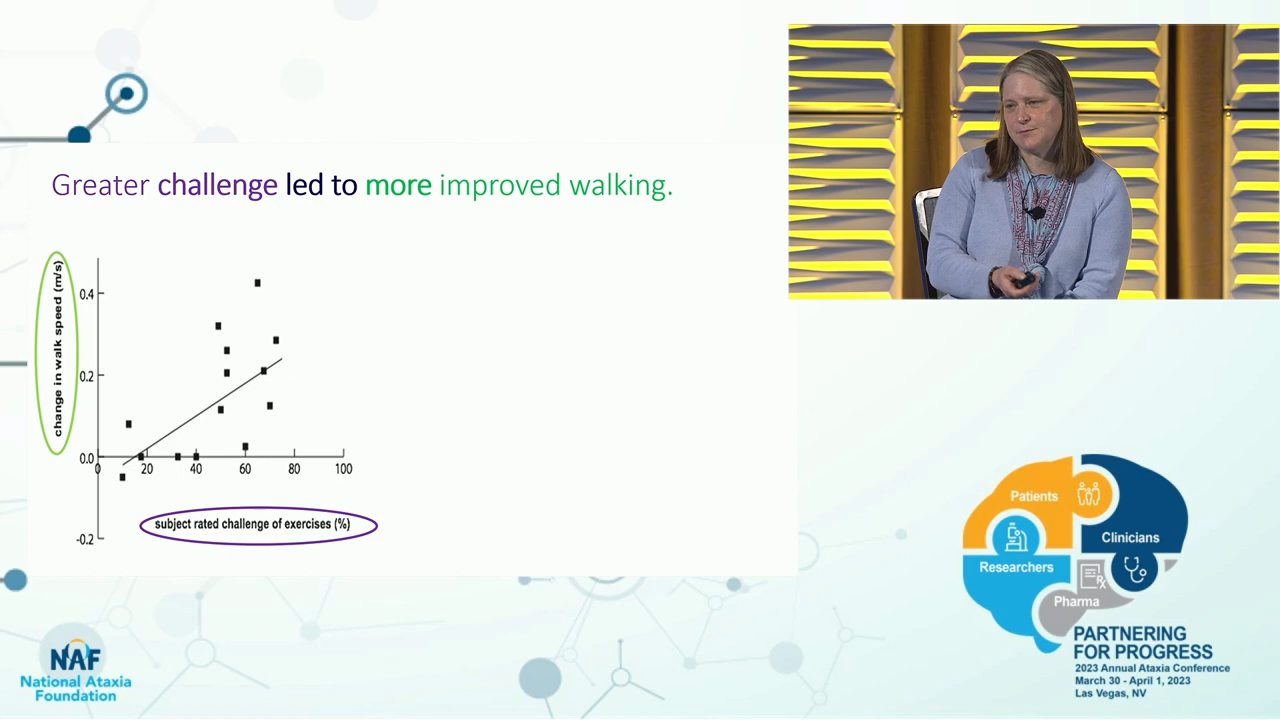 Greater challenge led to more improved walking.
change in walk speed (m/s)
0.4
0.2
0.0
-0.2
0
20
40
60
80
100
subject rated challenge of exercises (%)
Patients
Clinicians
Researchers
Rx
Pharma
PARTNERING
FOR PROGRESS
2023 Annual Ataxia Conference
March 30 - April 1, 2023
Las Vegas, NV
NAF
National Ataxia
Foundation